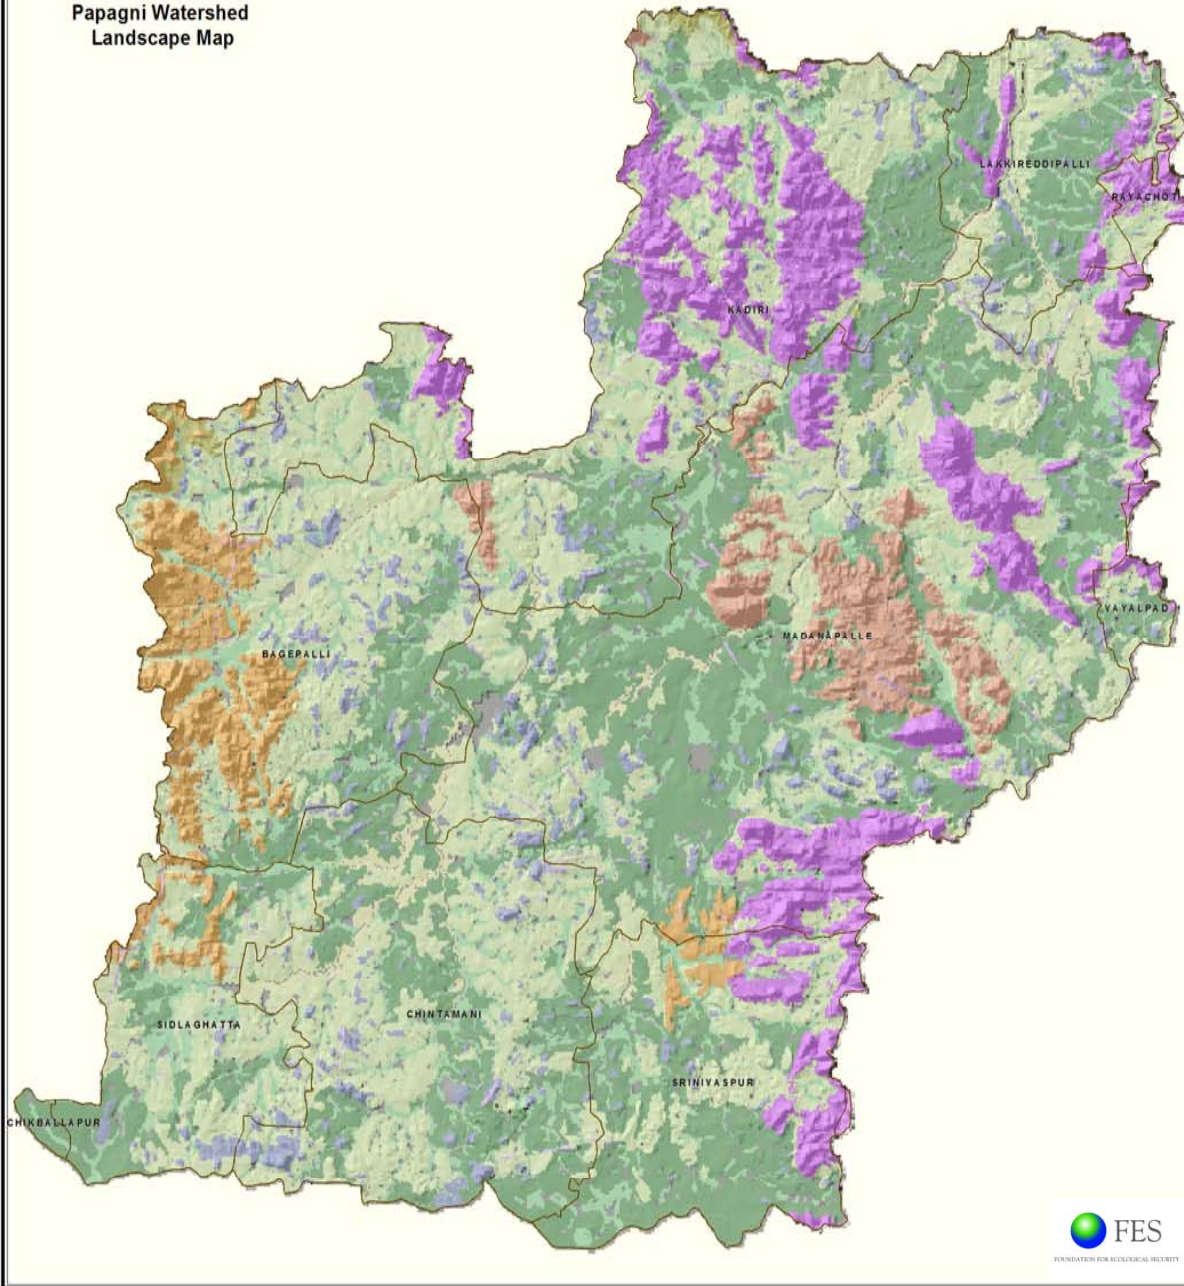 Papagni Watershed
Landscape Map
LAKKIREDDIPALLI
RAYACHOTI
KADIRI
VAYALPAD
MADANAPALLE
BAGEPALLI
CHINTAMANI
SIDLAGHATTA
SRINIVASPUR
CHIKBALLAPUR
FES
FOUNDATION FOR ECOLOGICAL SECURITY